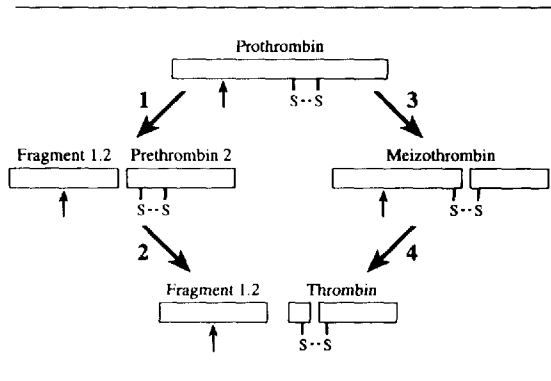 Prothrombin
S··S
1
3
Fragment 1.2
Prethrombin 2
Meizothrombin
S··S
S··S
2
4
Fragment 1.2
Thrombin
S··S